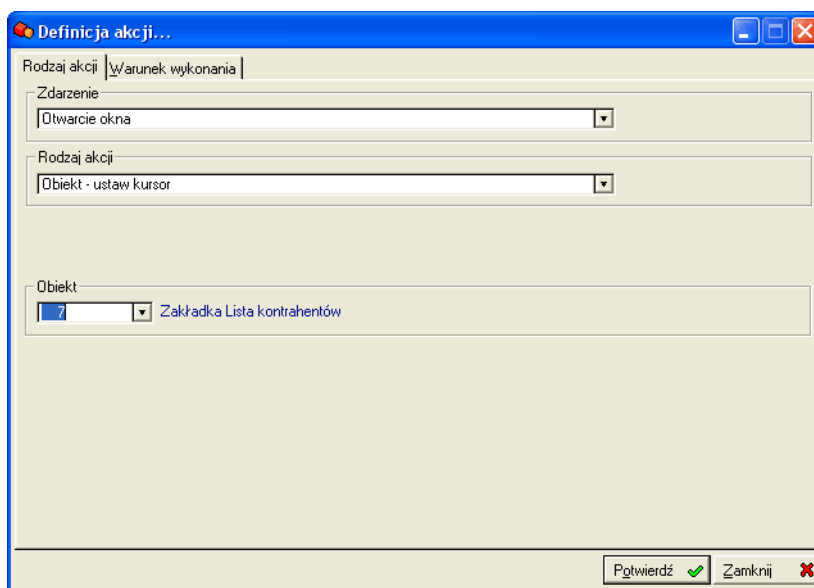 Definicja akcji...
Rodzaj akcji Warunek wykonania
Zdarzenie
Otwarcie okna
Rodzaj akcji
Obiekt - ustaw kursor
Obiekt
7 Zakładka Lista kontrahentów
Potwierdź Zamknij